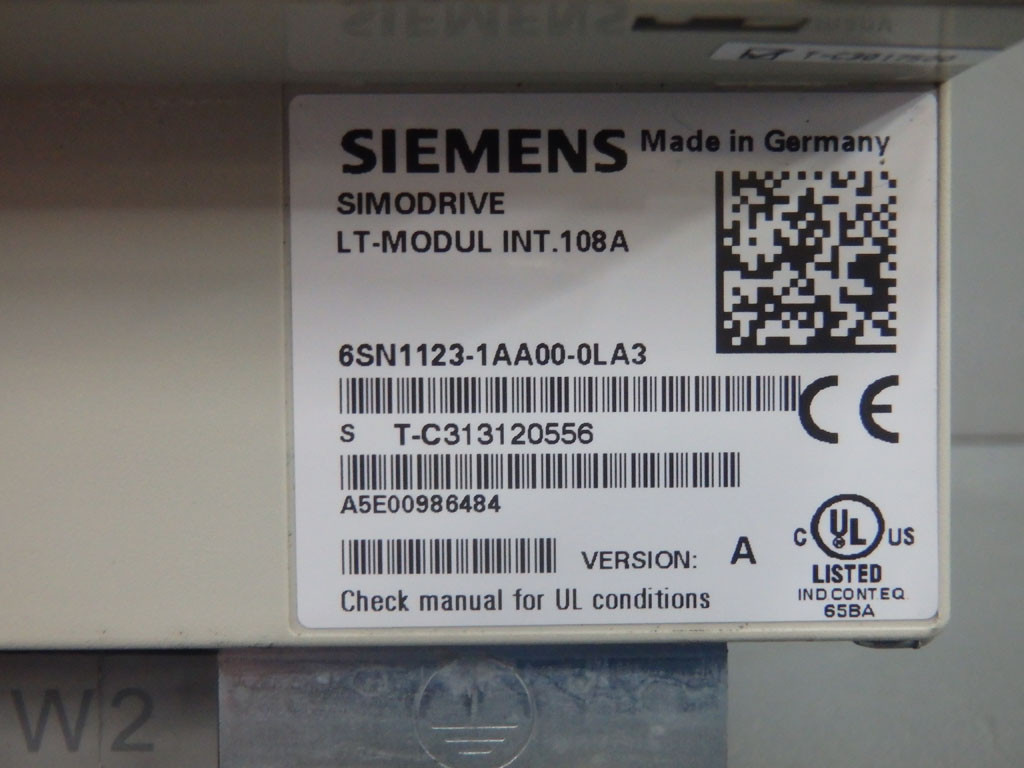 SIEMENS Made in Germany
SIMODRIVE
LT-MODUL INT.108A
6SN1123-1AA00-0LA3
CE
S T-C313120556
A5E00986484
VERSION: A
C UL US
®
LISTED
IND CONT EQ
65BA
Check manual for UL conditions
W2